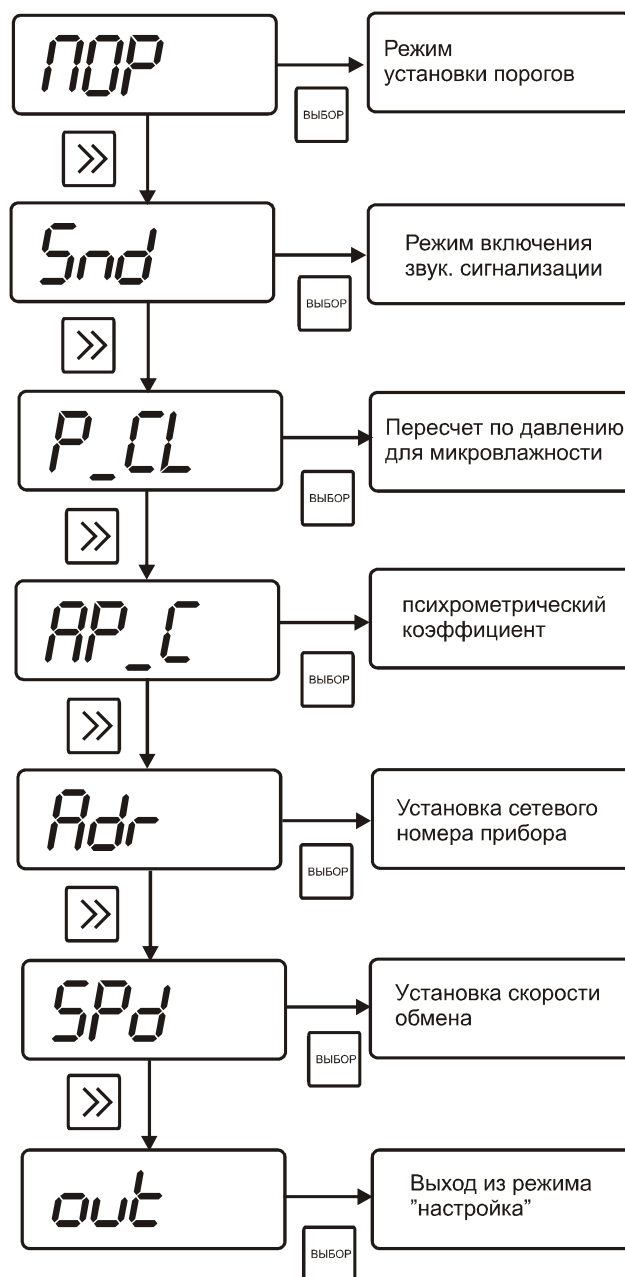 ПОР
Режим
установки порогов
ВЫБОР
>>
Snd
Режим включения
звук. сигнализации
ВЫБОР
>>
P_CL
Пересчет по давлению
для микровлажности
ВЫБОР
>>
AP_C
психрометрический
коэффициент
ВЫБОР
>>
Adr
Установка сетевого
номера прибора
ВЫБОР
>>
SPd
Установка скорости
обмена
ВЫБОР
>>
out
Выход из режима
"настройка"
ВЫБОР